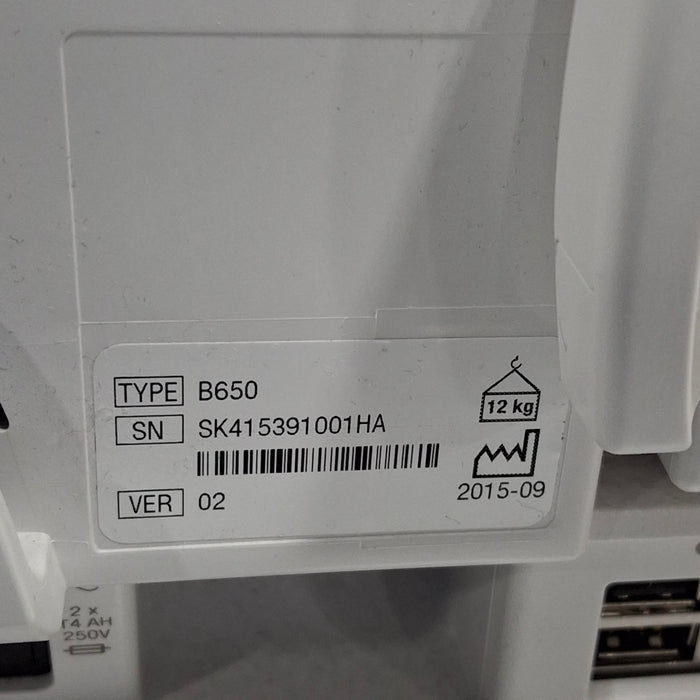 TYPE B650
12 kg
SN SK415391001HA
VER 02
2015-09
2 x
T4 AH
250V